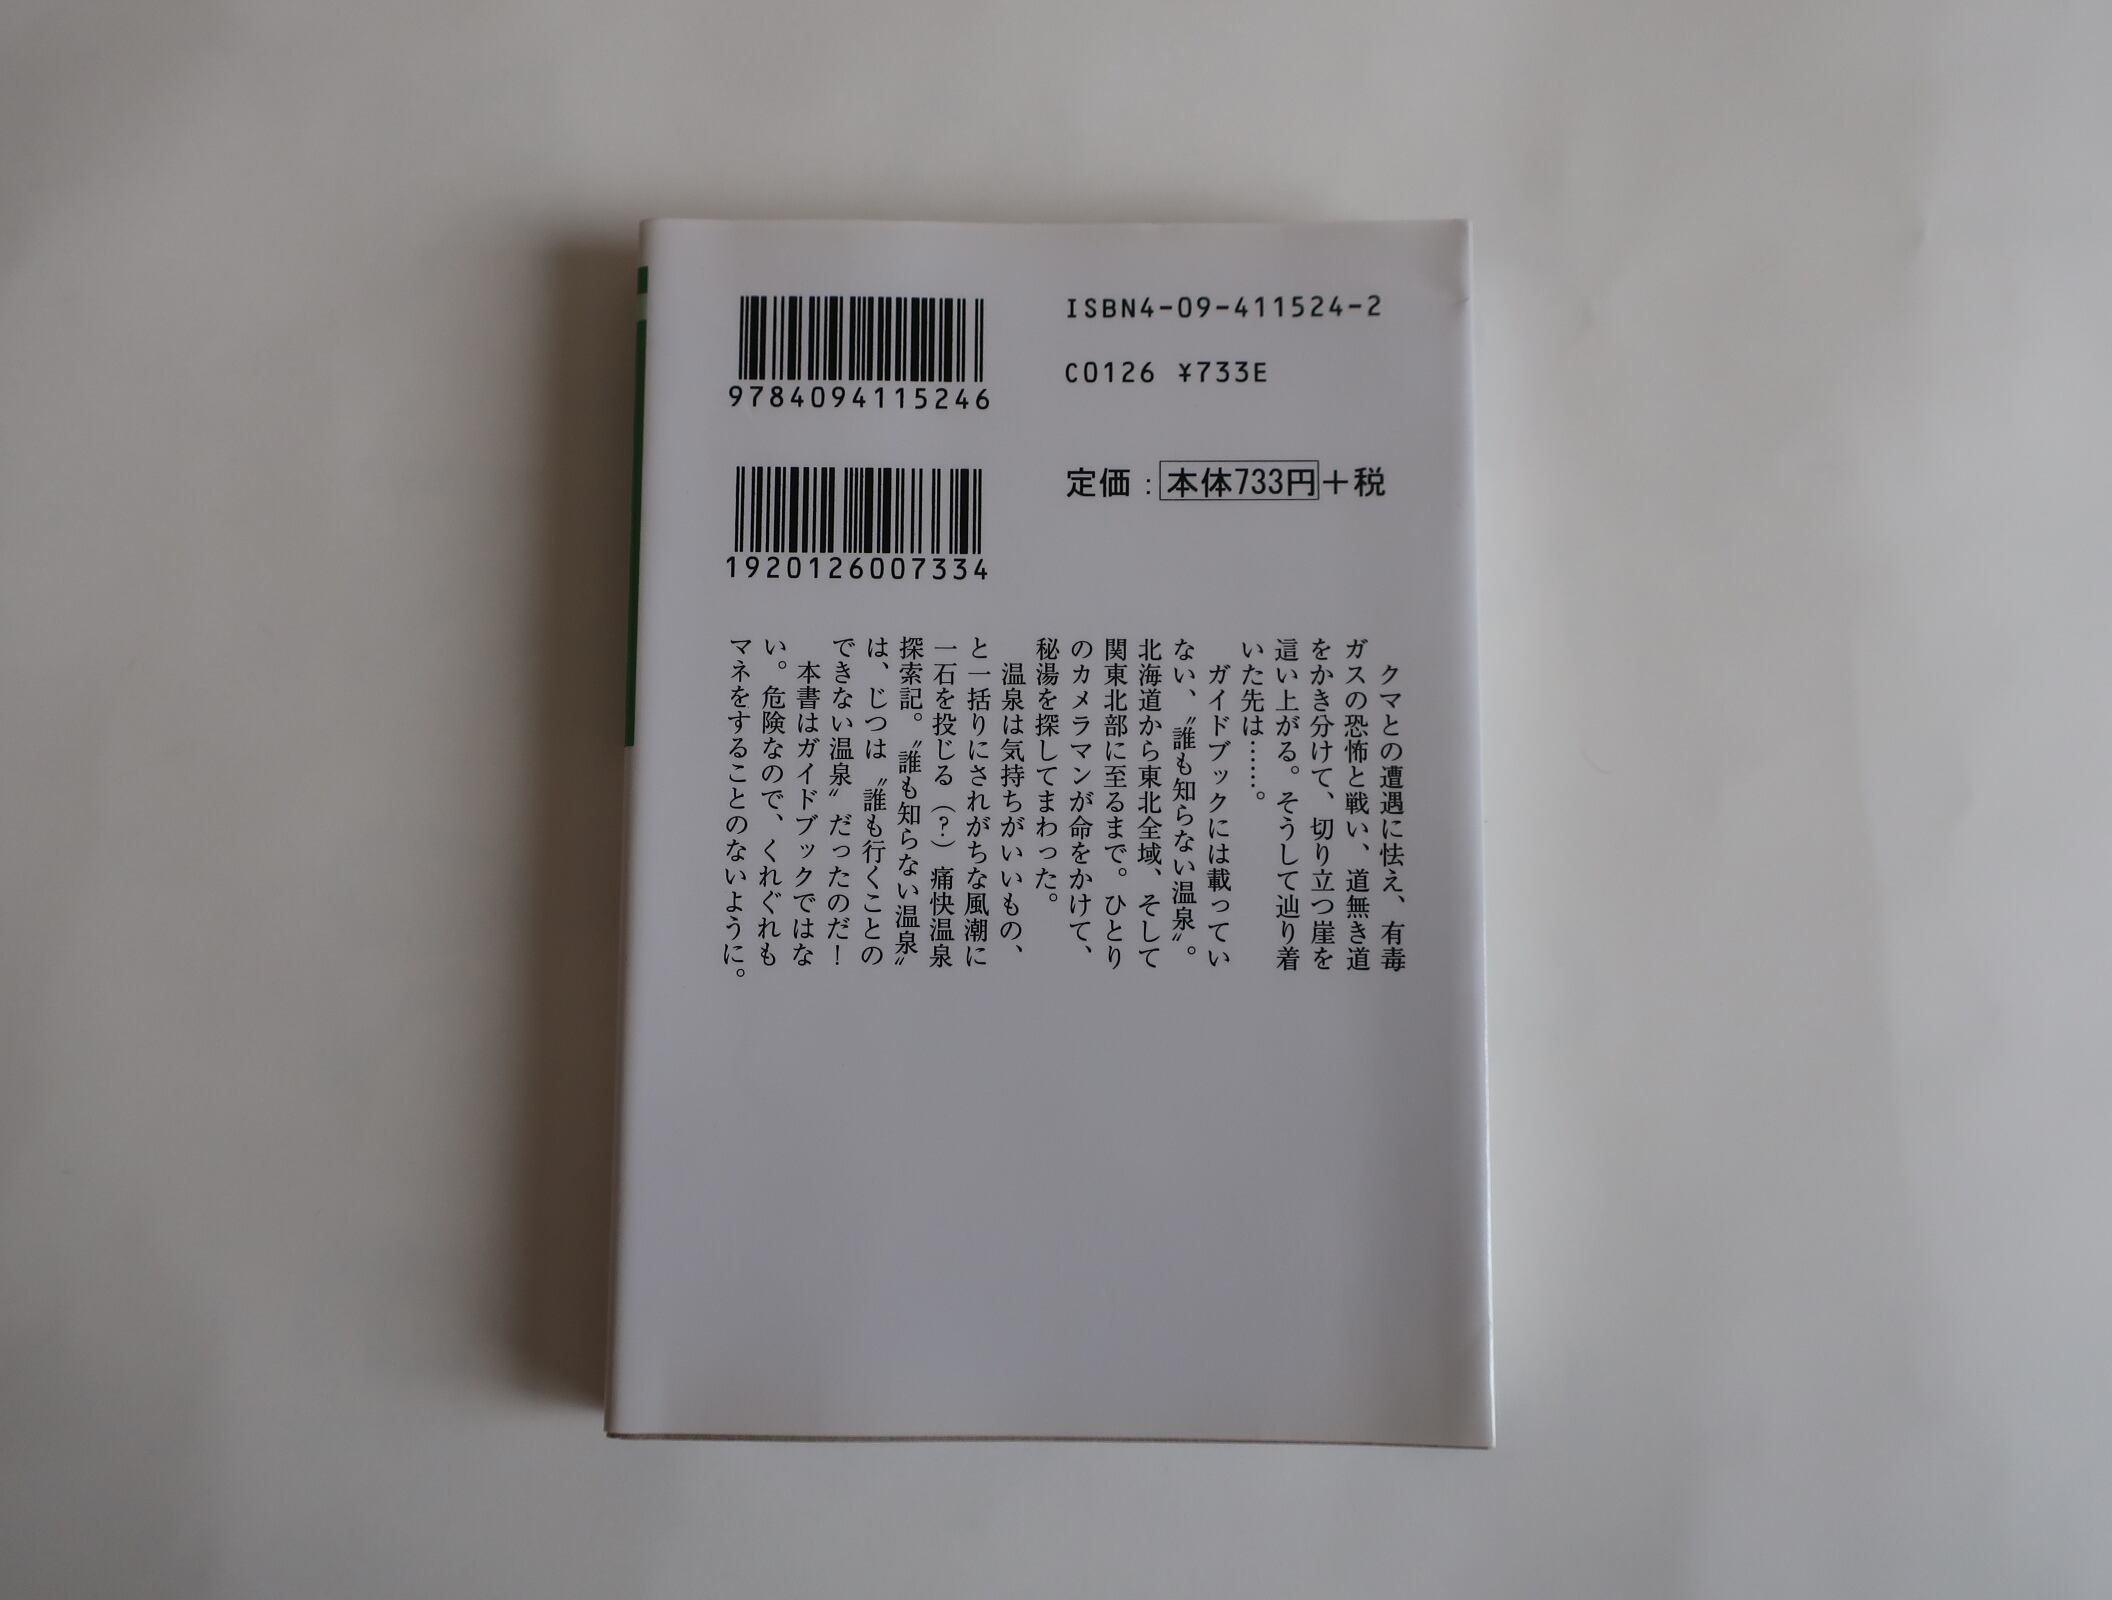 ISBN4-09-411524-2
C0126 ¥733E
9784094115246
定価：本体733円＋税
1920126007334
クマとの遭遇に怯え、有毒
ガスの恐怖と戦い、道無き道
をかき分けて、切り立つ崖を
這い上がる。そうして辿り着
いた先は……。
ガイドブックには載ってい
ない、〝誰も知らない温泉〟。
北海道から東北全域、そして
関東北部に至るまで。ひとり
のカメラマンが命をかけて、
秘湯を探してまわった。
温泉は気持ちがいいもの、
と一括りにされがちな風潮に
一石を投じる（？）痛快温泉
探索記。〝誰も知らない温泉〟
は、じつは〝誰も行くことの
できない温泉〟だったのだ！
本書はガイドブックではな
い。危険なので、くれぐれも
マネをすることのないように。